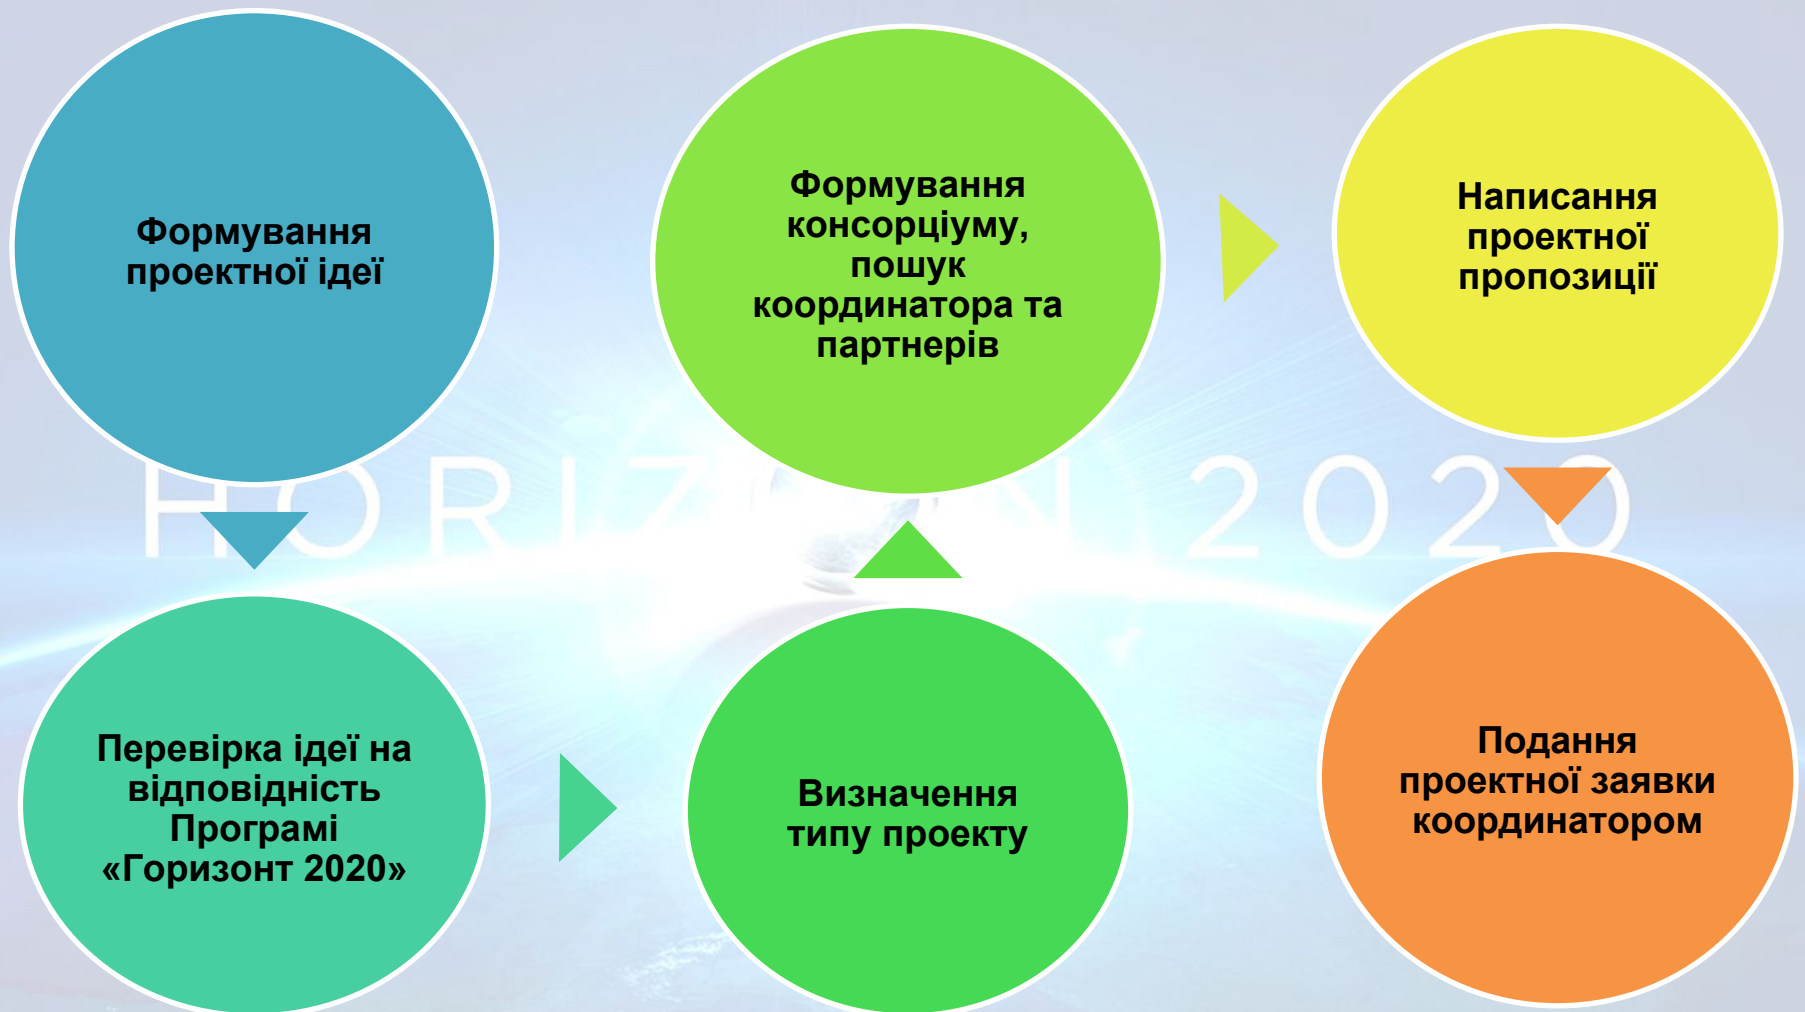 Формування
проектної ідеї
Перевірка ідеї на
відповідність
Програмі
«Горизонт 2020»
Визначення
типу проекту
Формування
консорціуму,
пошук
координатора та
партнерів
Написання
проектної
пропозиції
Подання
проектної заявки
координатором
HORIZON 2020